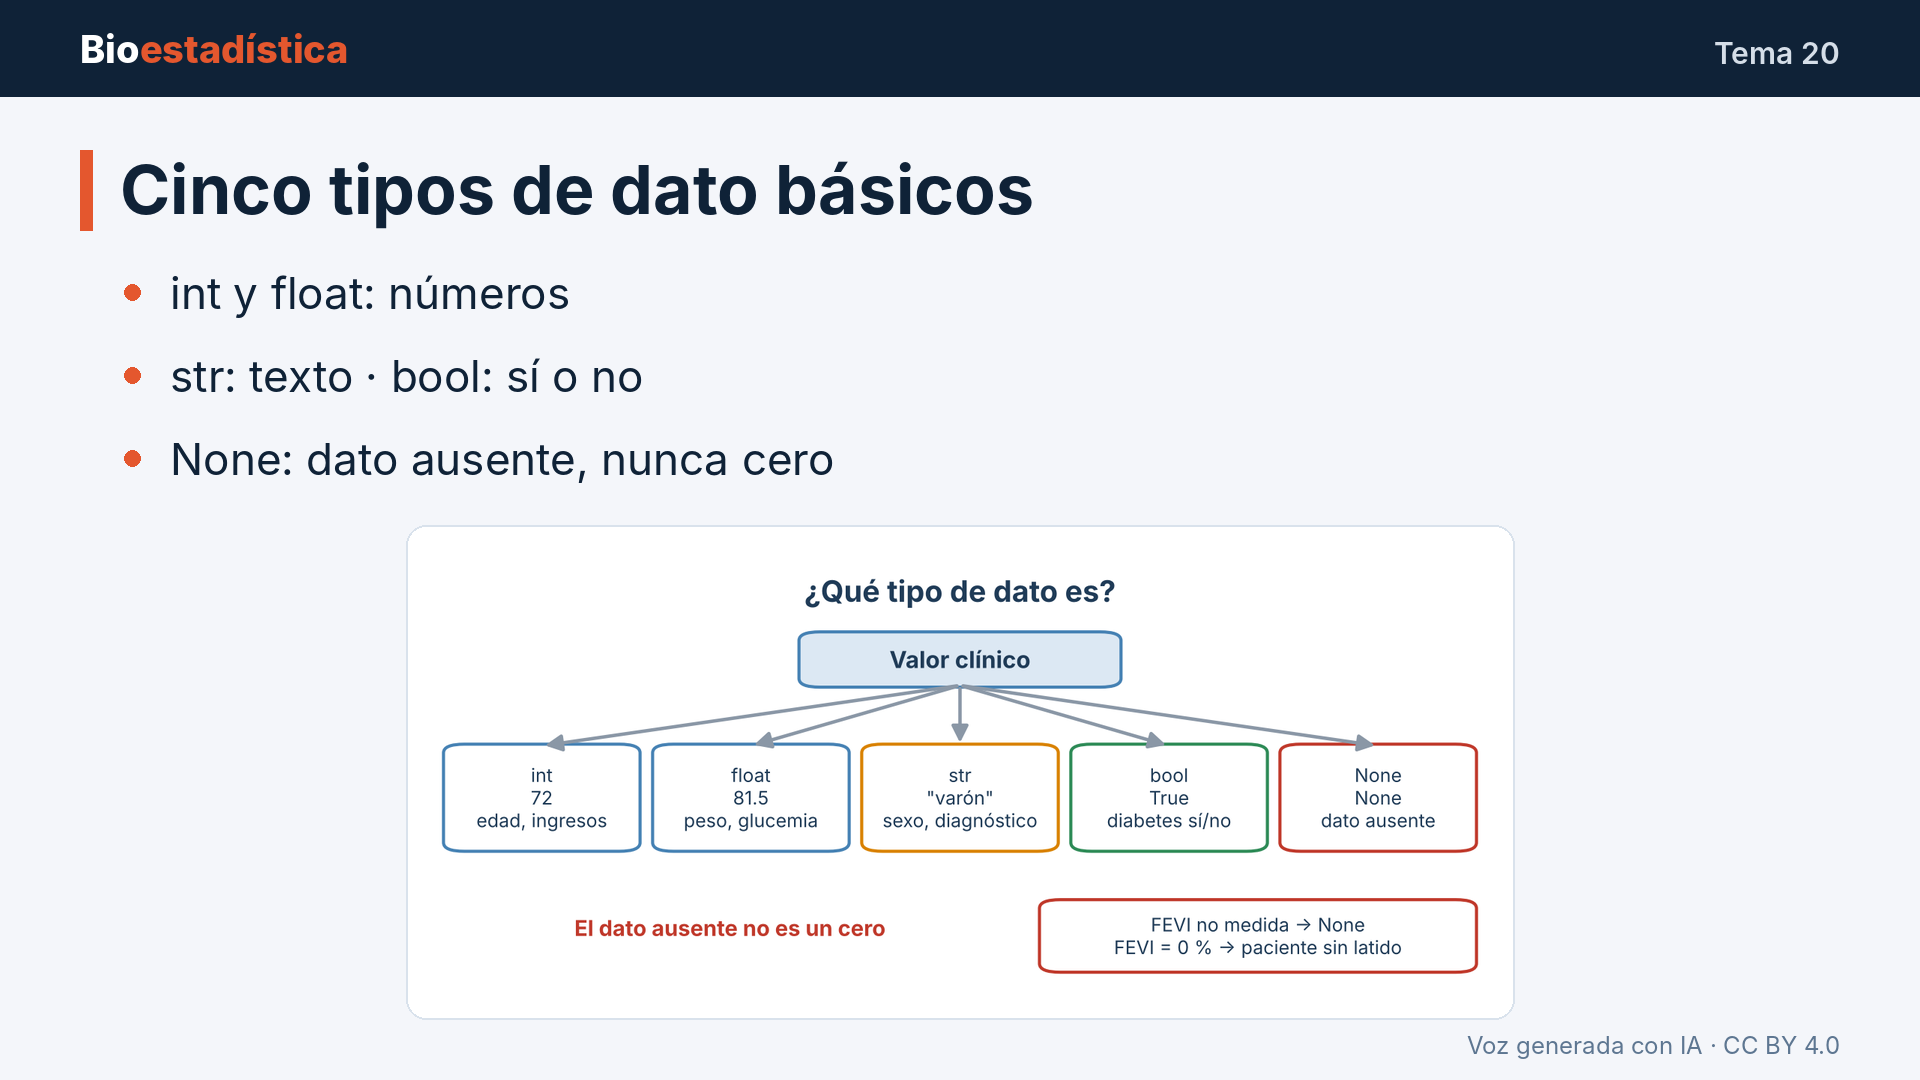 Bioestadística
Tema 20
Cinco tipos de dato básicos
int y float: números
str: texto · bool: sí o no
None: dato ausente, nunca cero
¿Qué tipo de dato es?
Valor clínico
int
72
edad, ingresos
float
81.5
peso, glucemia
str
"varón"
sexo, diagnóstico
bool
True
diabetes sí/no
None
None
dato ausente
El dato ausente no es un cero
FEVI no medida → None
FEVI = 0 % → paciente sin latido
Voz generada con IA · CC BY 4.0